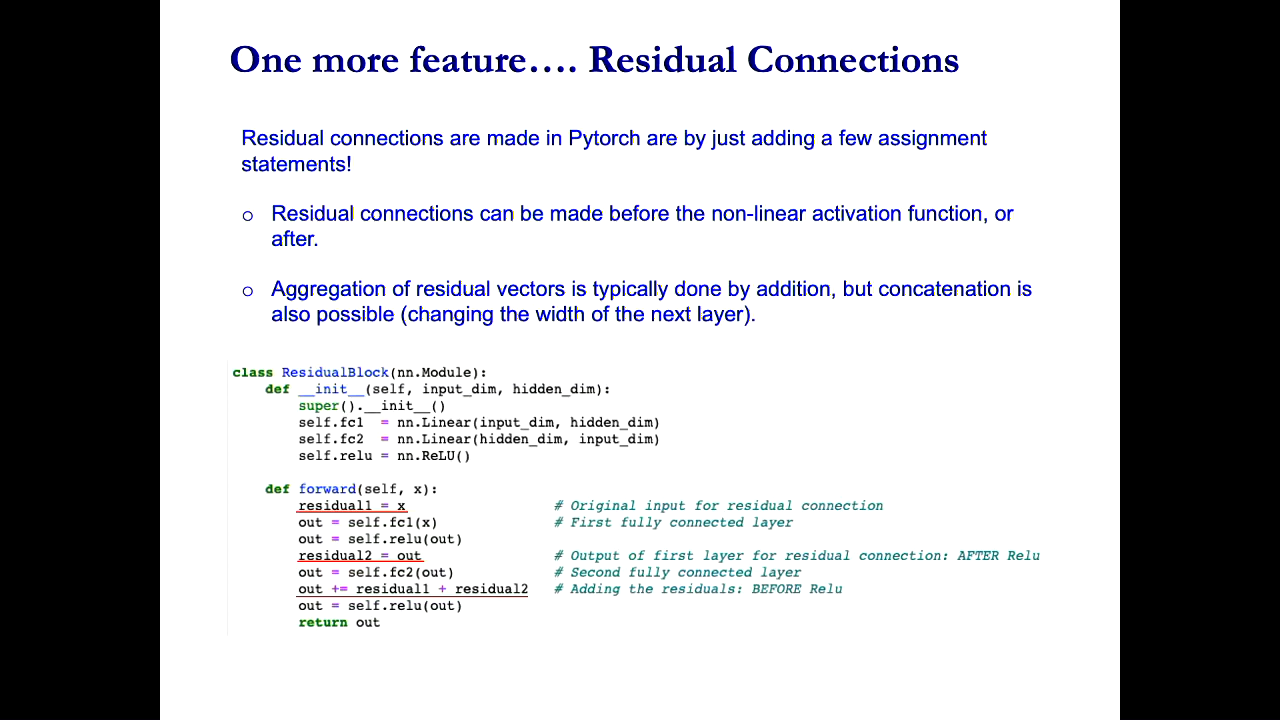 One more feature…. Residual Connections
Residual connections are made in Pytorch are by just adding a few assignment
statements!
o Residual connections can be made before the non-linear activation function, or
after.
o Aggregation of residual vectors is typically done by addition, but concatenation is
also possible (changing the width of the next layer).
class ResidualBlock(nn.Module):
    def __init__(self, input_dim, hidden_dim):
        super().__init__()
        self.fc1  = nn.Linear(input_dim, hidden_dim)
        self.fc2  = nn.Linear(hidden_dim, input_dim)
        self.relu = nn.ReLU()
    def forward(self, x):
        residual1 = x                  # Original input for residual connection
        out = self.fc1(x)              # First fully connected layer
        out = self.relu(out)
        residual2 = out                # Output of first layer for residual connection: AFTER Relu
        out = self.fc2(out)            # Second fully connected layer
        out += residual1 + residual2   # Adding the residuals: BEFORE Relu
        out = self.relu(out)
        return out